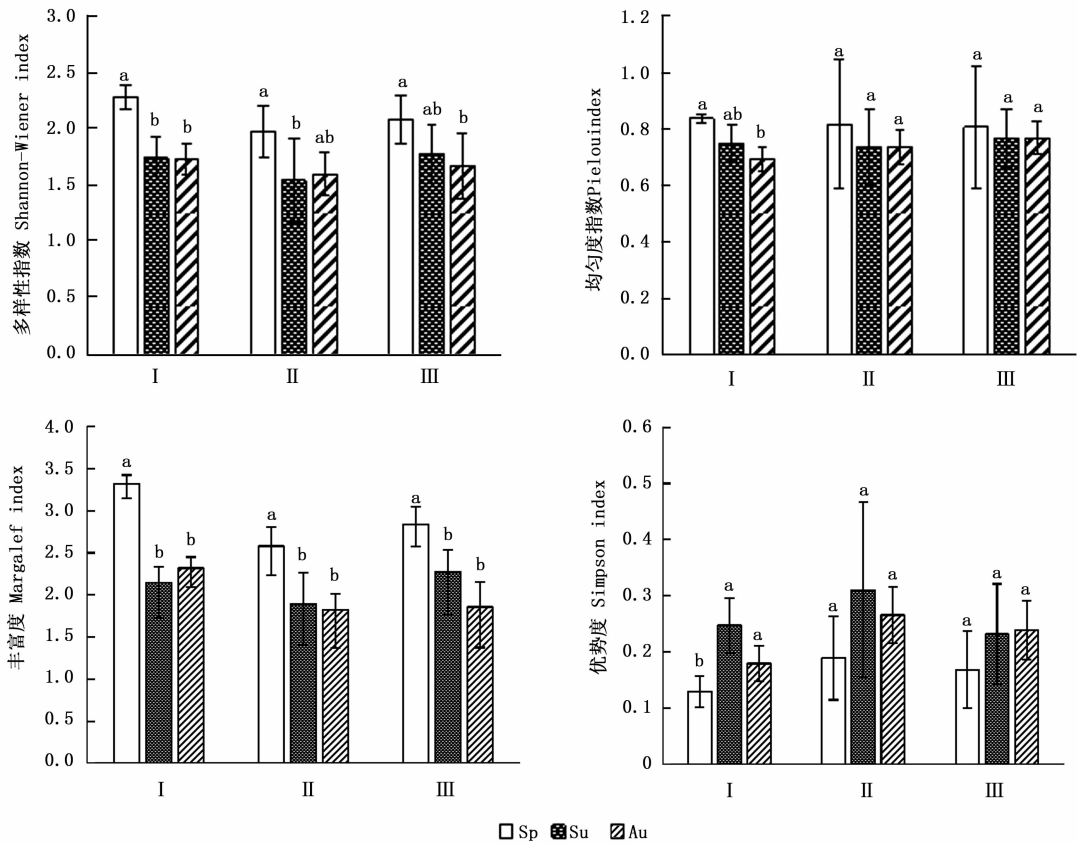 多样性指数 Shannon-Wiener index
3.0
2.5
2.0
1.5
1.0
0.5
0.0
a
b
b
a
b
ab
a
ab
b
I
II
III
均匀度指数Pielouindex
1.2
1.0
0.8
0.6
0.4
0.2
0.0
a
ab
b
a
a
a
a
a
a
I
II
III
丰富度 Margalef index
4.0
3.5
3.0
2.5
2.0
1.5
1.0
0.5
0.0
a
b
b
a
b
b
a
b
b
I
II
III
优势度 Simpson index
0.6
0.5
0.4
0.3
0.2
0.1
0
b
a
a
a
a
a
a
a
a
I
II
III
Sp Su Au